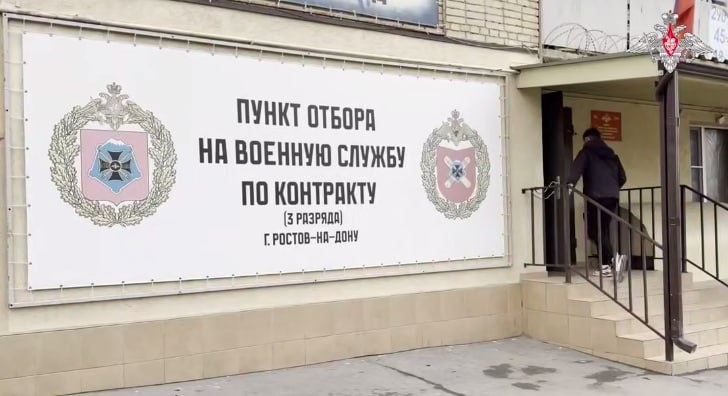 ПУНКТ ОТБОРА
НА ВОЕННУЮ СЛУЖБУ
ПО КОНТРАКТУ
(3 РАЗРЯДА)
Г. РОСТОВ-НА-ДОНУ